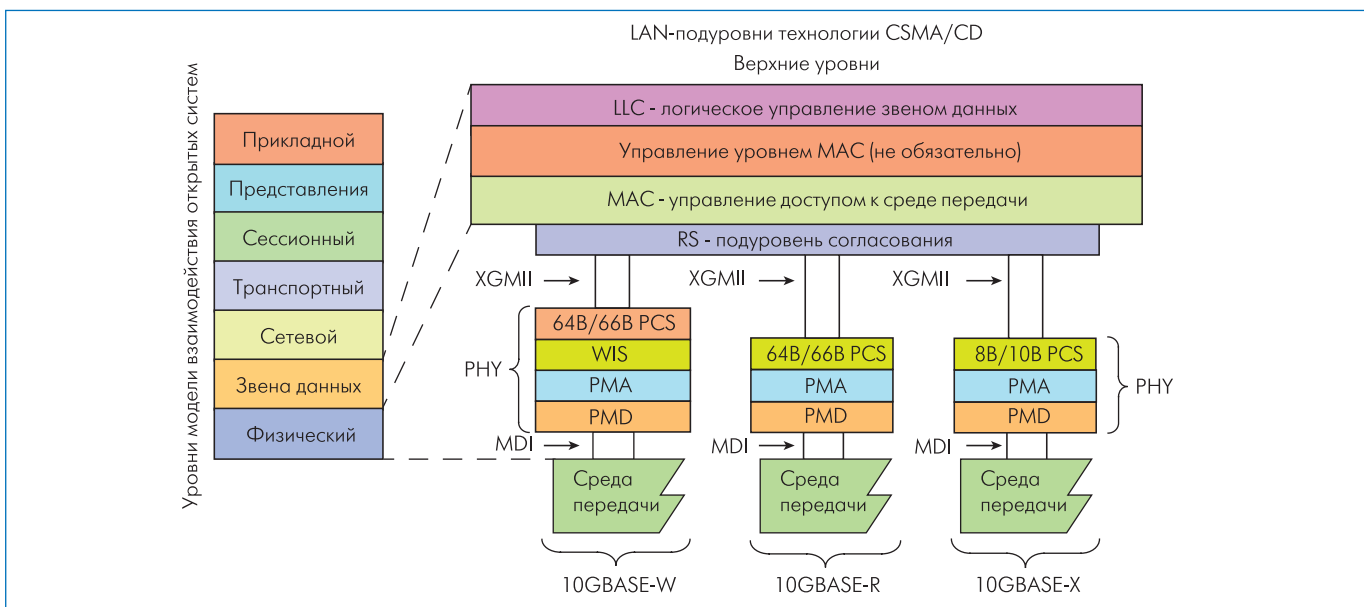 LAN-подуровни технологии CSMA/CD
Верхние уровни
Уровни модели взаимодействия открытых систем
Прикладной
Представления
Сессионный
Транспортный
Сетевой
Звена данных
Физический
LLC - логическое управление звеном данных
Управление уровнем MAC (не обязательно)
MAC - управление доступом к среде передачи
RS - подуровень согласования
XGMII
XGMII
XGMII
PHY
64B/66B PCS
WIS
PMA
PMD
64B/66B PCS
PMA
PMD
8B/10B PCS
PMA
PMD
PHY
MDI
MDI
MDI
Среда
передачи
Среда
передачи
Среда
передачи
10GBASE-W
10GBASE-R
10GBASE-X